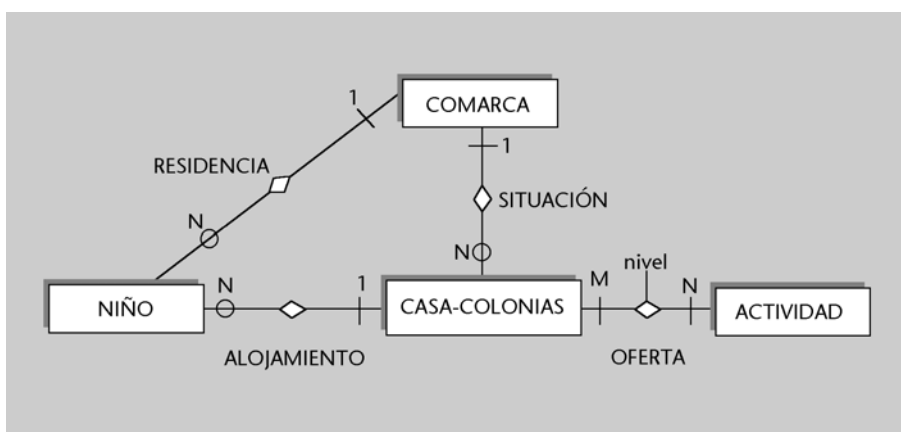 COMARCA
1
1
RESIDENCIA
SITUACIÓN
N
N
nivel
N
1
M
N
NIÑO
CASA-COLONIAS
ACTIVIDAD
ALOJAMIENTO
OFERTA